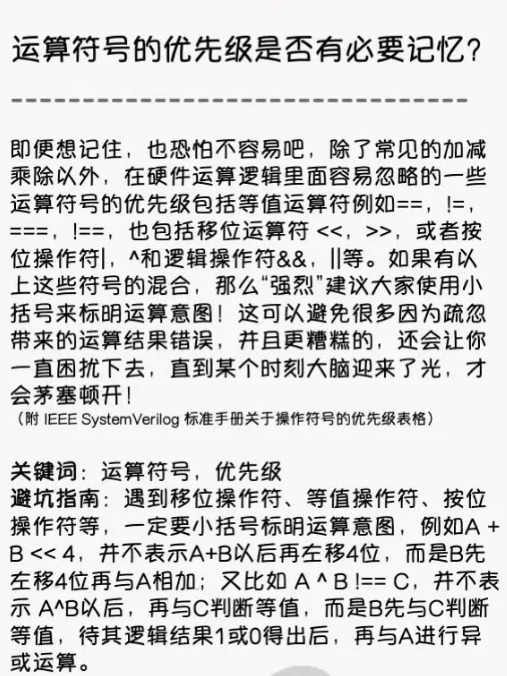 运算符号的优先级是否有必要记忆？
--------------------------------
即便想记住，也恐怕不容易吧，除了常见的加减
乘除以外，在硬件运算逻辑里面容易忽略的一些
运算符号的优先级包括等值运算符例如==，!=，
===，!==，也包括移位运算符 <<，>>，或者按
位操作符|，^和逻辑操作符&&，||等。如果有以
上这些符号的混合，那么“强烈”建议大家使用小
括号来标明运算意图！这可以避免很多因为疏忽
带来的运算结果错误，并且更糟糕的，还会让你
一直困扰下去，直到某个时刻大脑迎来了光，才
会茅塞顿开！
（附 IEEE SystemVerilog 标准手册关于操作符号的优先级表格）
关键词：运算符号，优先级
避坑指南：遇到移位操作符、等值操作符、按位
操作符等，一定要小括号标明运算意图，例如A +
B << 4，并不表示A+B以后再左移4位，而是B先
左移4位再与A相加；又比如 A ^ B !== C，并不表
示 A^B以后，再与C判断等值，而是B先与C判断
等值，待其逻辑结果1或0得出后，再与A进行异
或运算。